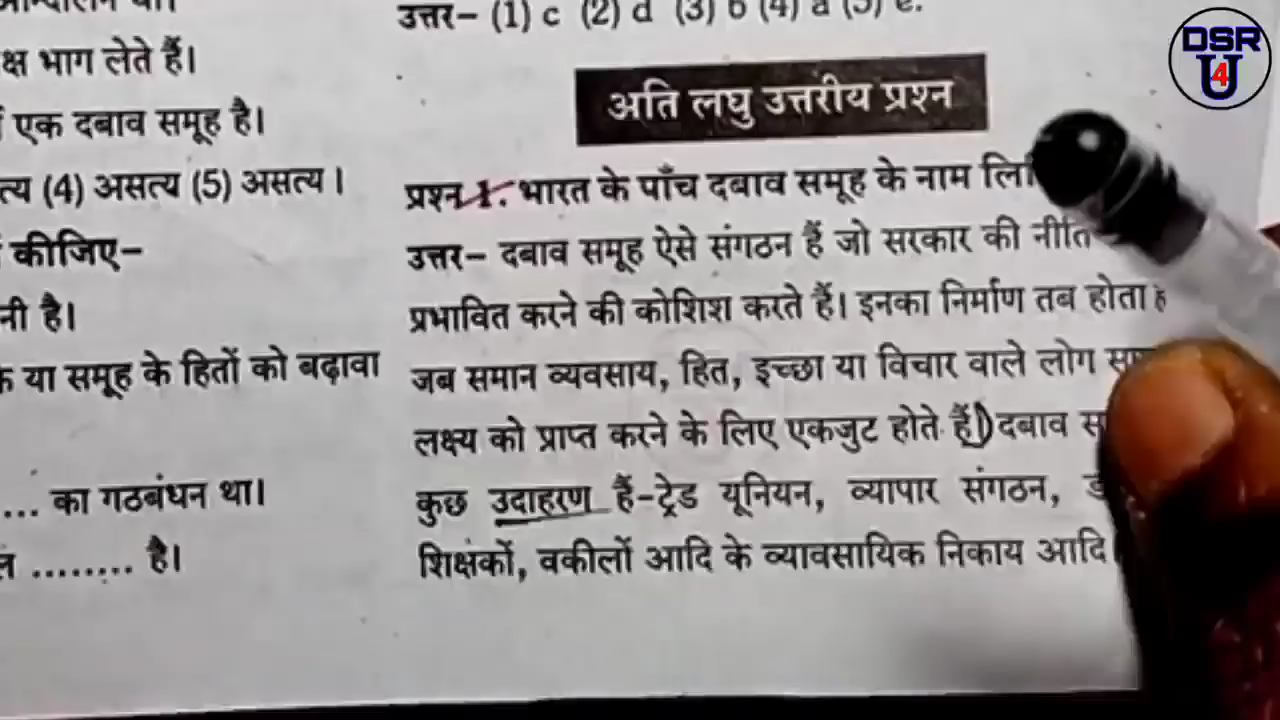 क्ष भाग लेते हैं।
एक दबाव समूह है।
त्य (4) असत्य (5) असत्य ।
कीजिए–
नी है।
या समूह के हितों को बढ़ावा
... का गठबंधन था।
........ है।
उत्तर– (1) c (2) d (3) b (4) a (5) e.
अति लघु उत्तरीय प्रश्न
प्रश्न 1. भारत के पाँच दबाव समूह के नाम
उत्तर– दबाव समूह ऐसे संगठन हैं जो सरकार की नीति
प्रभावित करने की कोशिश करते हैं। इनका निर्माण तब होता
जब समान व्यवसाय, हित, इच्छा या विचार वाले लोग
लक्ष्य को प्राप्त करने के लिए एकजुट होते हैं। दबाव
कुछ उदाहरण हैं–ट्रेड यूनियन, व्यापार संगठन,
शिक्षकों, वकीलों आदि के व्यावसायिक निकाय आदि
DSR
4
U